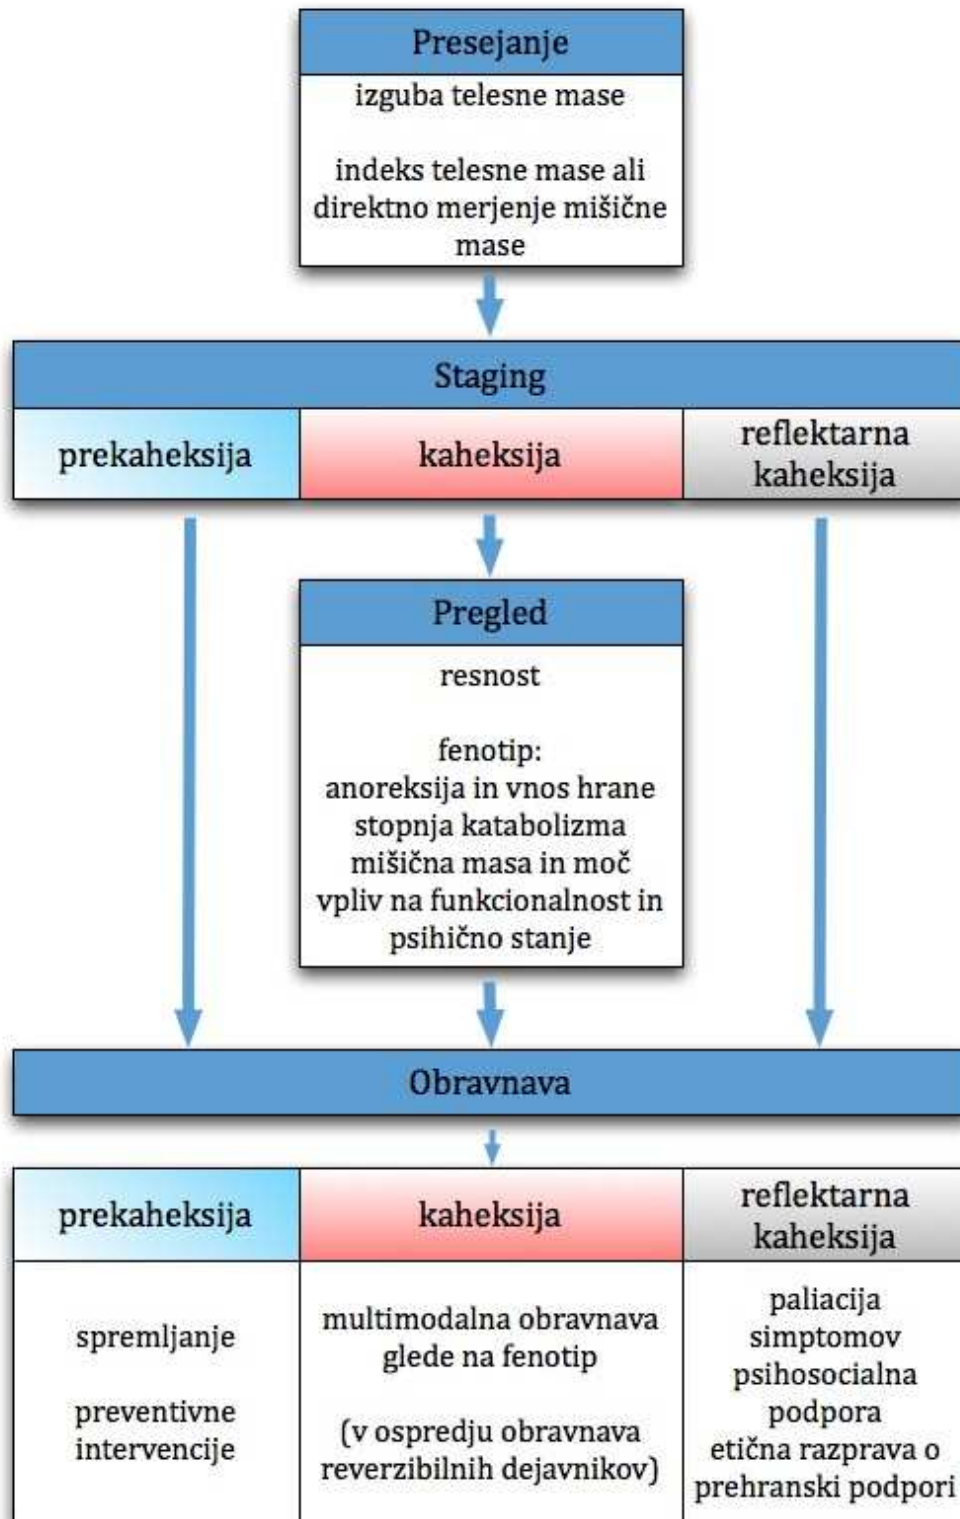 Presejanje
izguba telesne mase
indeks telesne mase ali
direktno merjenje mišične
mase
Staging
prekaheksija
kaheksija
reflektarna
kaheksija
Pregled
resnost
fenotip:
anoreksija in vnos hrane
stopnja katabolizma
mišična masa in moč
vpliv na funkcionalnost in
psihično stanje
Obravnava
prekaheksija
kaheksija
reflektarna
kaheksija
spremljanje
preventivne
intervencije
multimodalna obravnava
glede na fenotip
(v ospredju obravnava
reverzibilnih dejavnikov)
paliacija
simptomov
psihosocialna
podpora
etična razprava o
prehranski podpori